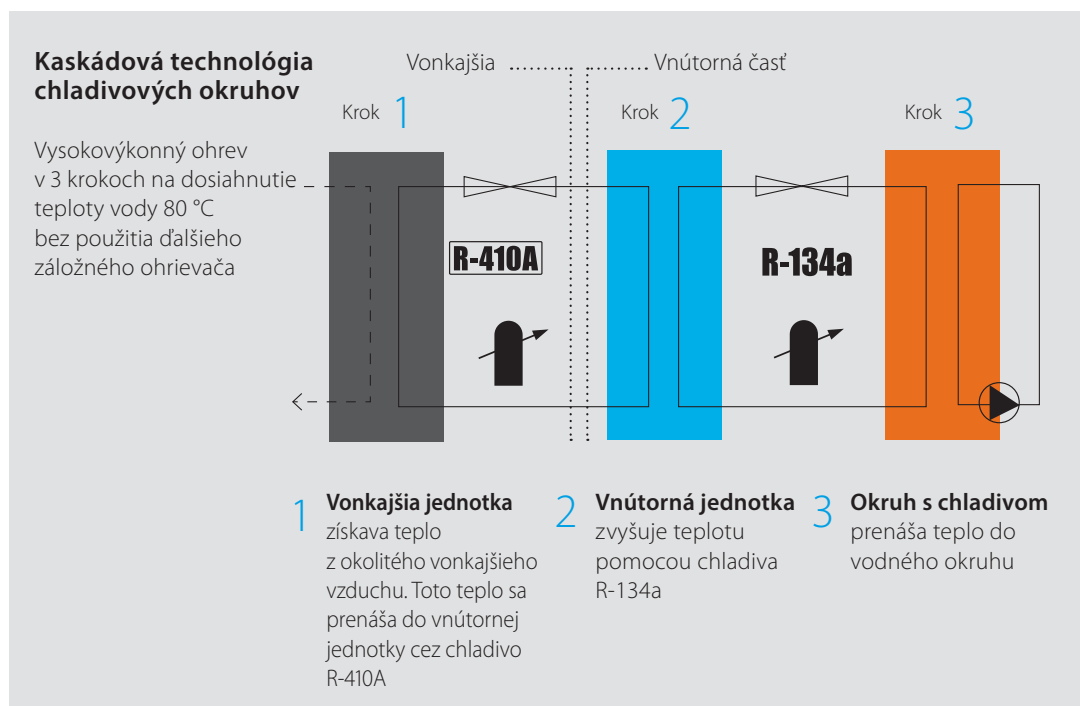 Kaskádová technológia
chladivových okruhov
Vysokovýkonný ohrev
v 3 krokoch na dosiahnutie
teploty vody 80 °C
bez použitia ďalšieho
záložného ohrievača
Vonkajšia .......... .......... Vnútorná časť
Krok 1
Krok 2
Krok 3
R-410A
R-134a
1 Vonkajšia jednotka
získava teplo
z okolitého vonkajšieho
vzduchu. Toto teplo sa
prenáša do vnútornej
jednotky cez chladivo
R-410A
2 Vnútorná jednotka
zvyšuje teplotu
pomocou chladiva
R-134a
3 Okruh s chladivom
prenáša teplo do
vodného okruhu